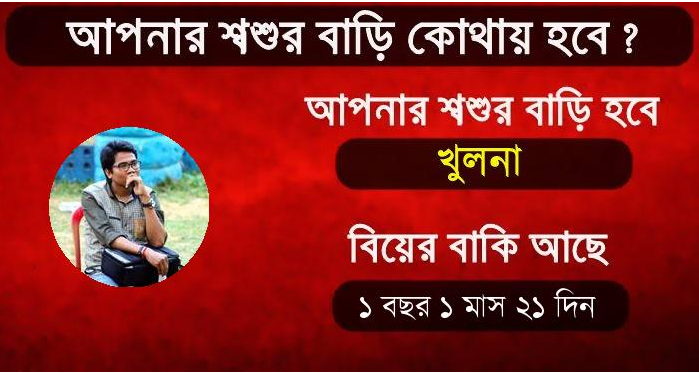 আপনার শ্বশুর বাড়ি কোথায় হবে ?
আপনার শ্বশুর বাড়ি হবে
খুলনা
বিয়ের বাকি আছে
১ বছর ১ মাস ২১ দিন